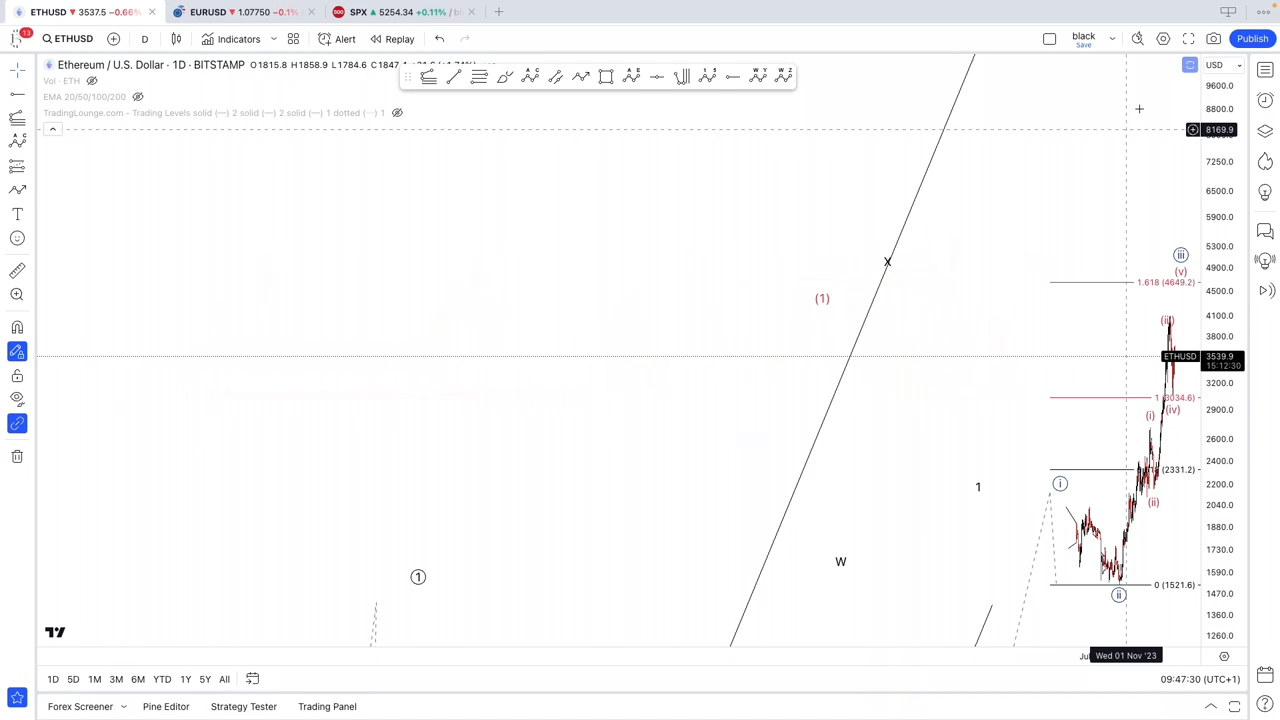 ETHUSD ▼ 3537.5 −0.66%
EURUSD ▼ 1.07750 −0.1%
SPX ▲ 5254.34 +0.11% /
13
ETHUSD
D
Indicators
Alert
Replay
black
Save
Publish
Ethereum / U.S. Dollar · 1D · BITSTAMP O1815.8 H1858.9 L1784.6
Vol · ETH
EMA 20/50/100/200
TradingLounge.com - Trading Levels solid (—) 2 solid (—) 2 solid (—) 1 dotted (···) 1
USD
9600.0
8800.0
8169.9
7250.0
6500.0
5900.0
5300.0
4900.0
4500.0
4100.0
3800.0
ETHUSD 3539.9
15:12:30
3200.0
2900.0
2600.0
2400.0
2200.0
2040.0
1880.0
1730.0
1590.0
1470.0
1360.0
1260.0
X
(1)
iii
(v)
1.618 (4649.2)
1 (3034.6)
(iv)
(i)
(2331.2)
i
1
(ii)
W
1
0 (1521.6)
ii
Wed 01 Nov '23
1D 5D 1M 3M 6M YTD 1Y 5Y All
09:47:30 (UTC+1)
Forex Screener
Pine Editor
Strategy Tester
Trading Panel